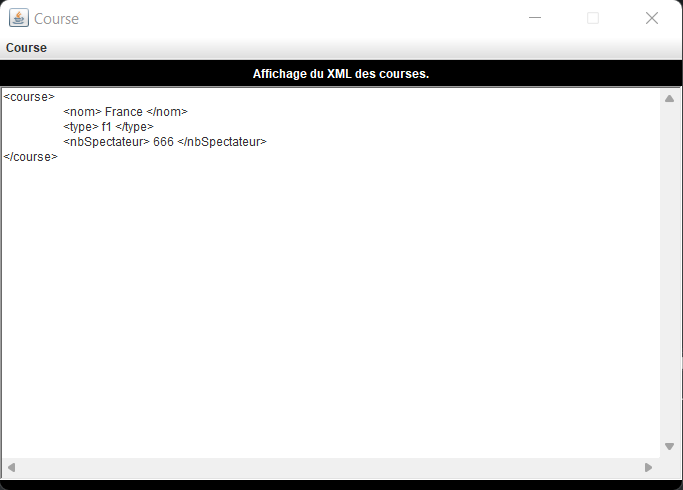 Course
Course
Affichage du XML des courses.
<course>
<nom> France </nom>
<type> f1 </type>
<nbSpectateur> 666 </nbSpectateur>
</course>